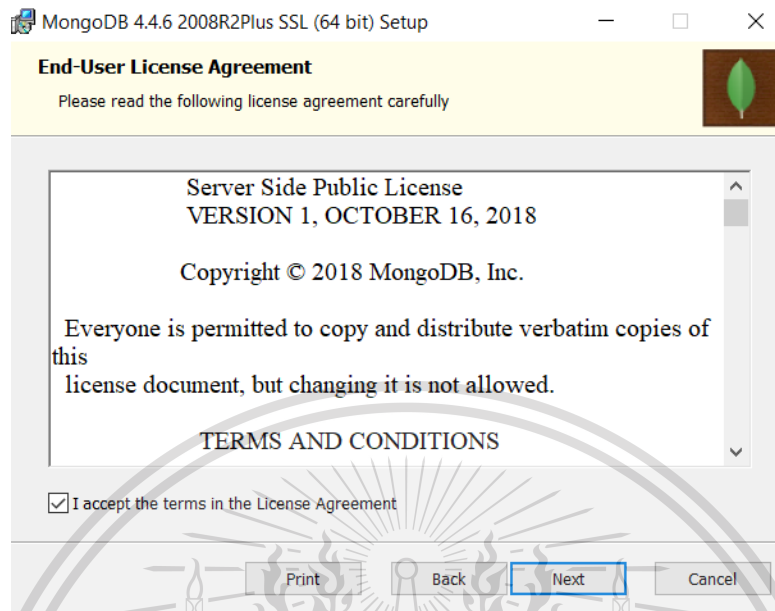 MongoDB 4.4.6 2008R2Plus SSL (64 bit) Setup
End-User License Agreement
Please read the following license agreement carefully
Server Side Public License
VERSION 1, OCTOBER 16, 2018
Copyright © 2018 MongoDB, Inc.
Everyone is permitted to copy and distribute verbatim copies of
this
license document, but changing it is not allowed.
TERMS AND CONDITIONS
I accept the terms in the License Agreement
Print Back Next Cancel